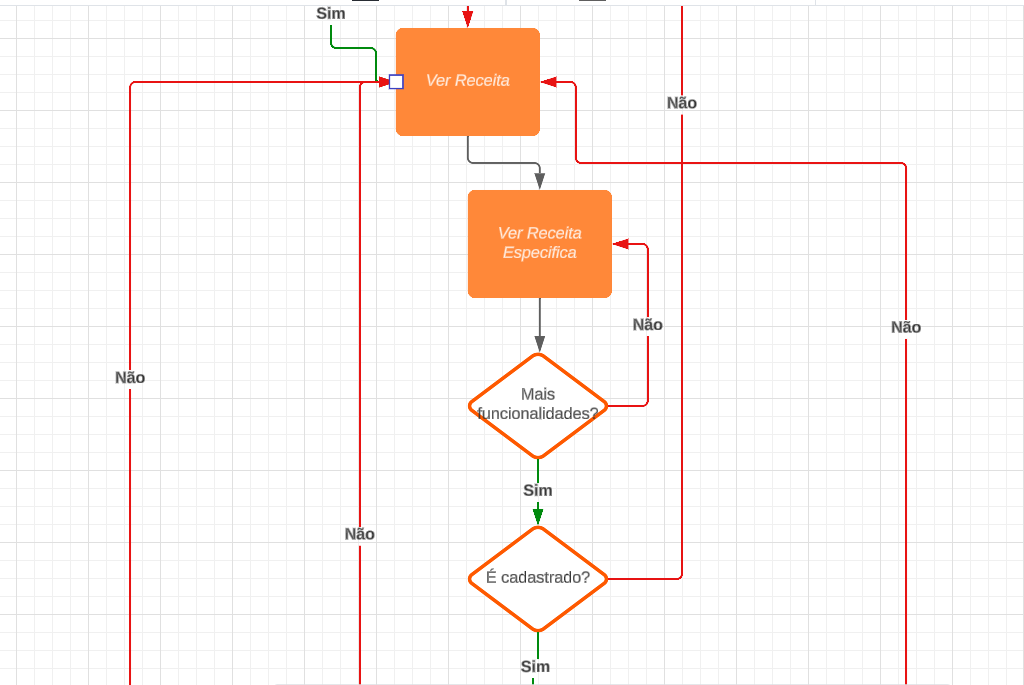 Sim
Ver Receita
Não
Ver Receita
Especifica
Não
Não
Não
Mais
funcionalidades?
Sim
Não
É cadastrado?
Sim